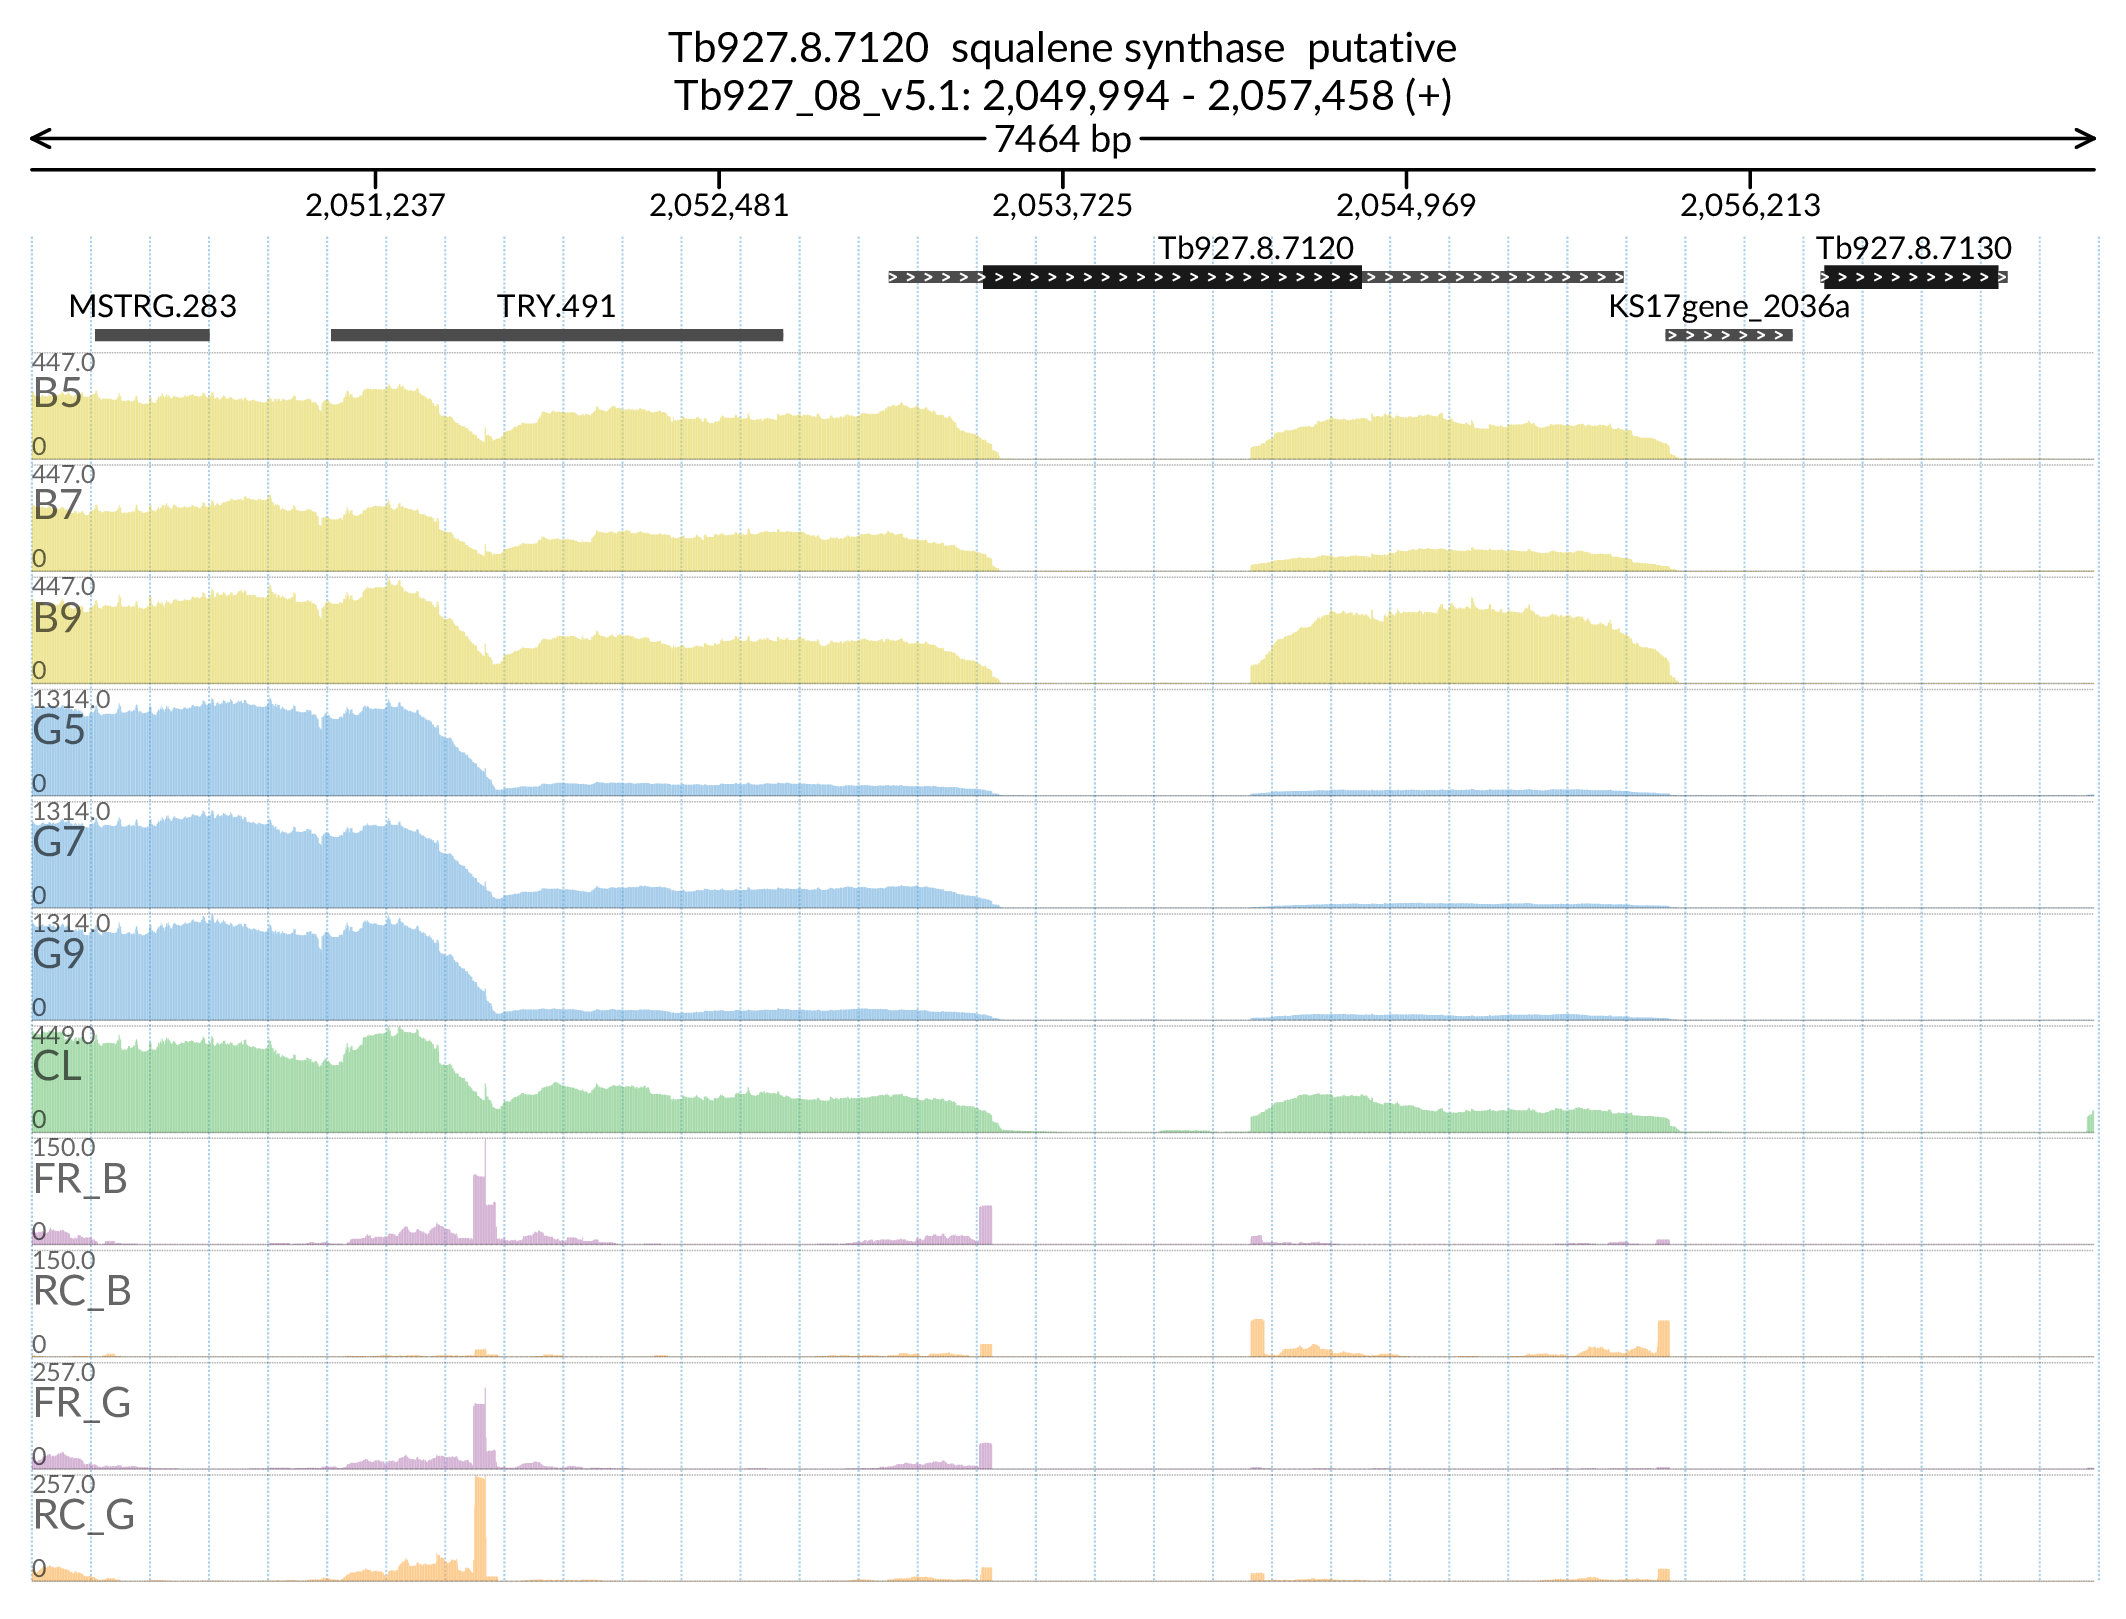 Tb927.8.7120  squalene synthase  putative
Tb927_08_v5.1: 2,049,994 - 2,057,458 (+)
7464 bp
2,051,237 2,052,481 2,053,725 2,054,969 2,056,213
Tb927.8.7120 Tb927.8.7130
MSTRG.283 TRY.491 KS17gene_2036a
447.0
B5
0
447.0
B7
0
447.0
B9
0
1314.0
G5
0
1314.0
G7
0
1314.0
G9
0
449.0
CL
0
150.0
FR_B
0
150.0
RC_B
0
257.0
FR_G
0
257.0
RC_G
0